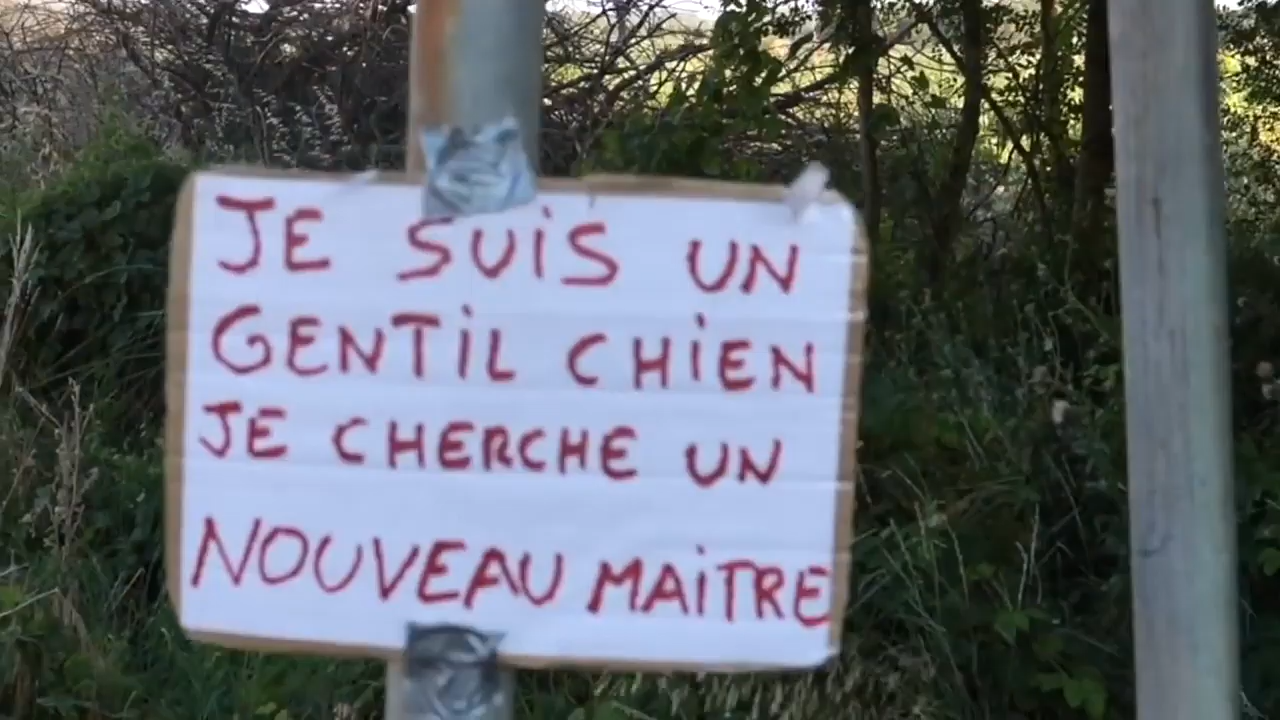 JE SUiS UN
GENTiL CHiEN
JE CHERCHE UN
NOUVEAU MAiTRE